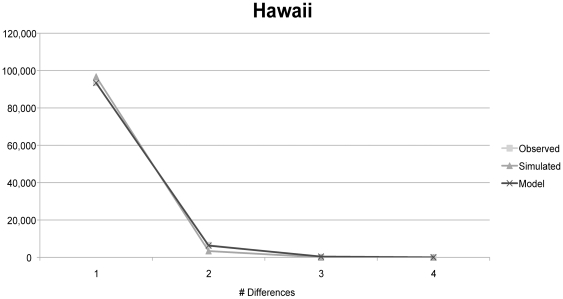 Hawaii
120,000
100,000
80,000
60,000
40,000
20,000
0
1 2 3 4
# Differences
Observed
Simulated
Model